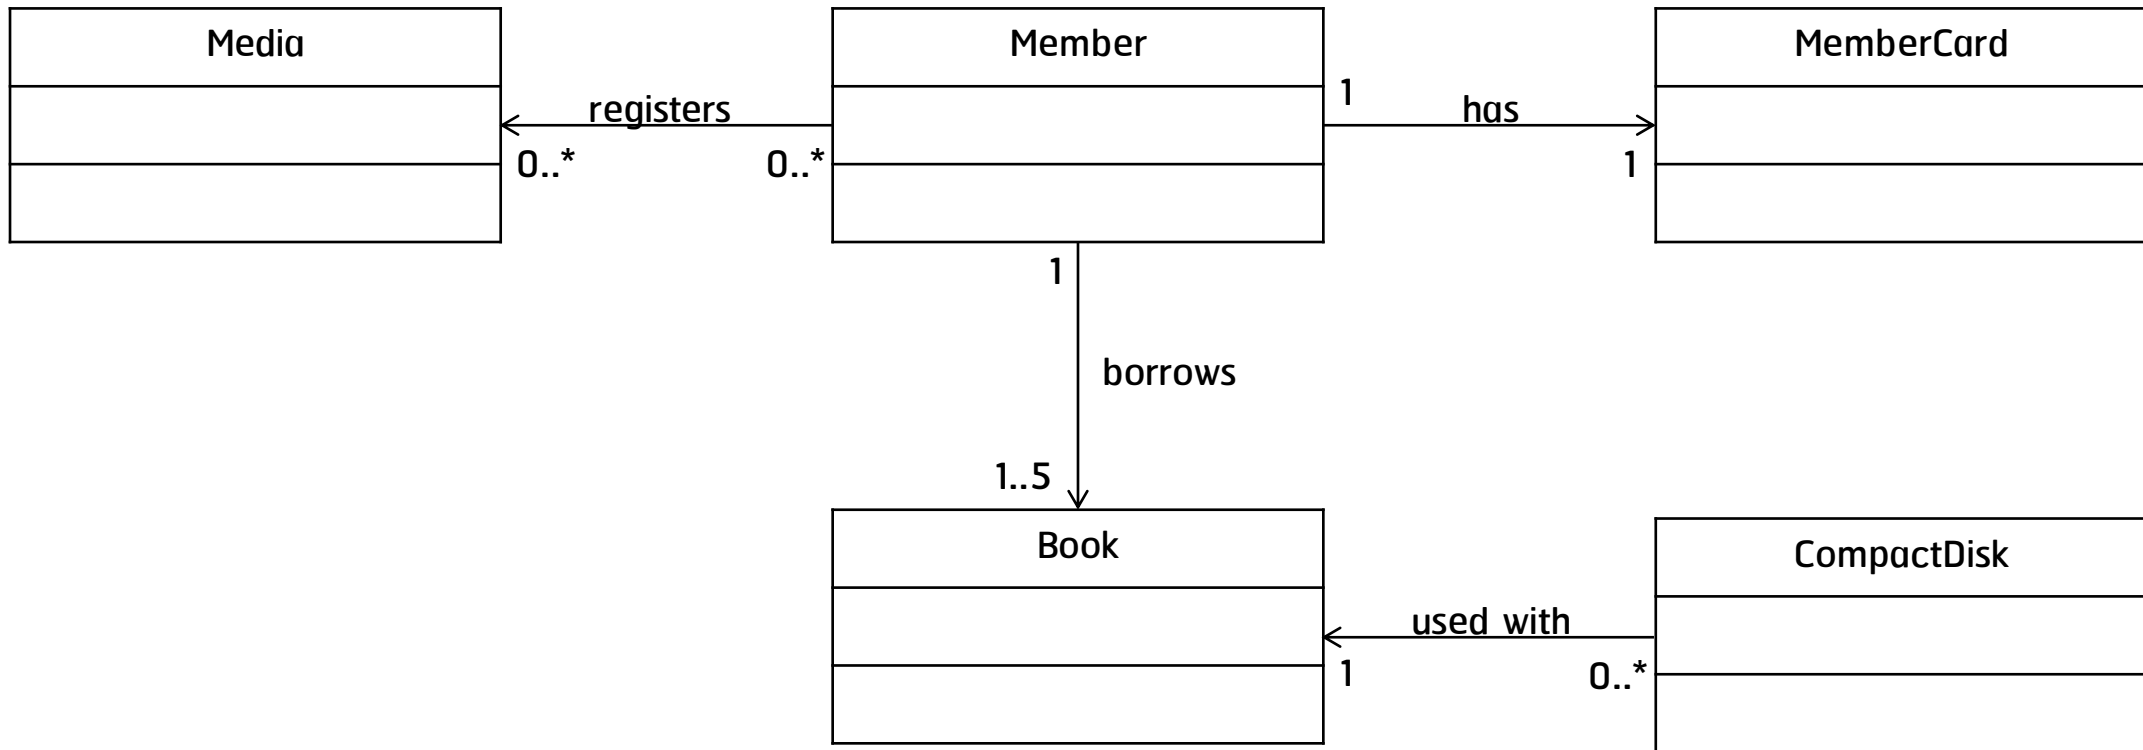 Media
Member
MemberCard
registers
1
has
0..*
0..*
1
1
borrows
1..5
Book
CompactDisk
used with
1
0..*